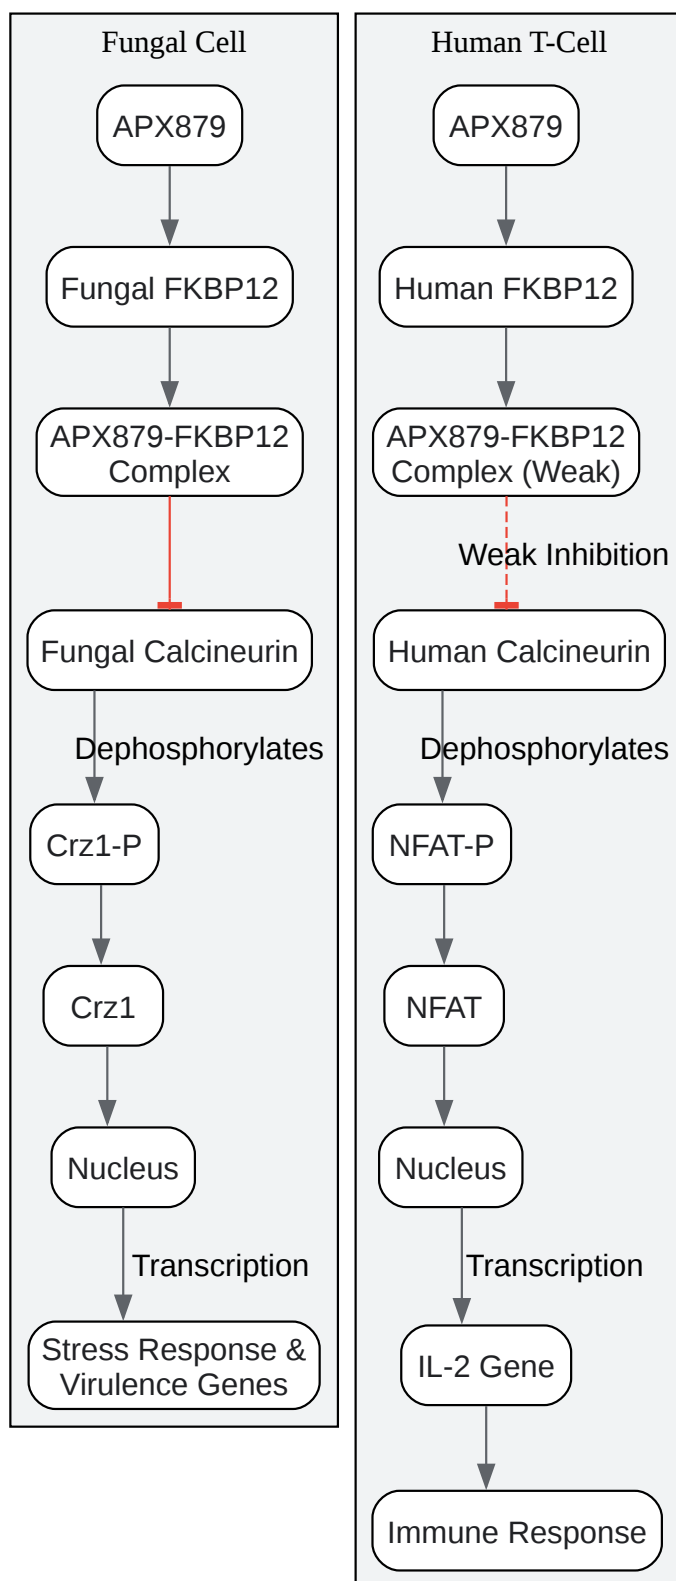 Fungal Cell
APX879
Fungal FKBP12
APX879-FKBP12
Complex
Fungal Calcineurin
Dephosphorylates
Crz1-P
Crz1
Nucleus
Transcription
Stress Response &
Virulence Genes
Human T-Cell
APX879
Human FKBP12
APX879-FKBP12
Complex (Weak)
Weak Inhibition
Human Calcineurin
Dephosphorylates
NFAT-P
NFAT
Nucleus
Transcription
IL-2 Gene
Immune Response